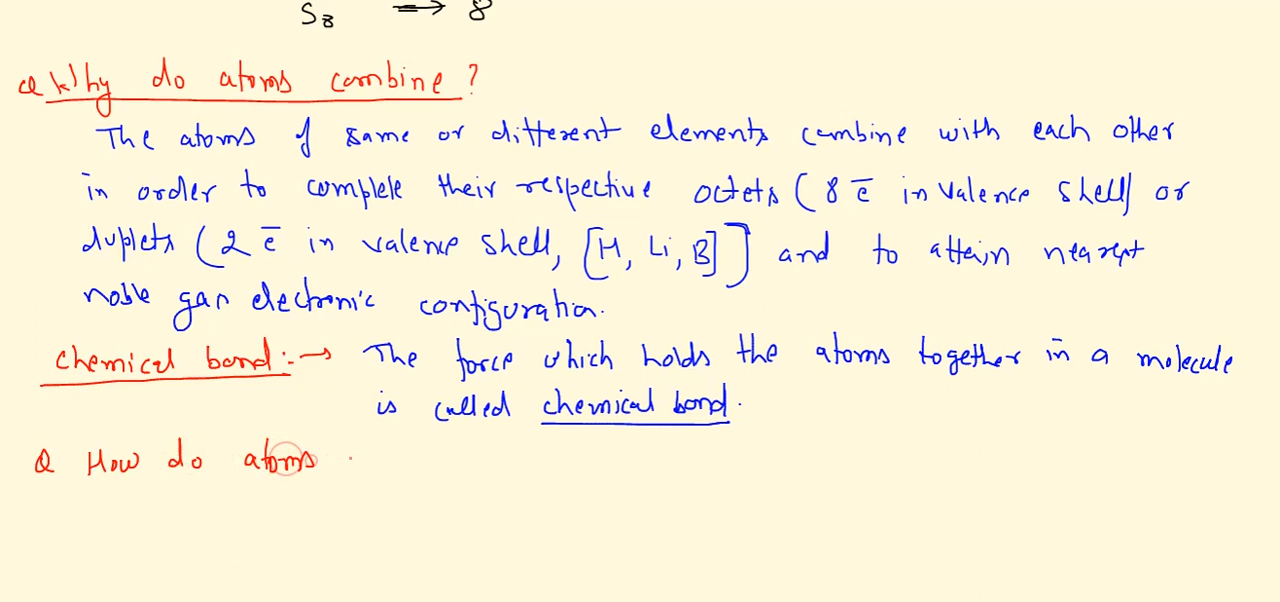 S8 ⟹ 8
Q Why do atoms combine?
The atoms of same or different elements combine with each other
in order to complete their respective octets (8 ē in valence shell) or
duplets (2 ē in valence shell, [H, Li, B]) and to attain nearest
noble gas electronic configuration.
chemical bond:→ The force which holds the atoms together in a molecule
is called chemical bond.
Q How do atoms